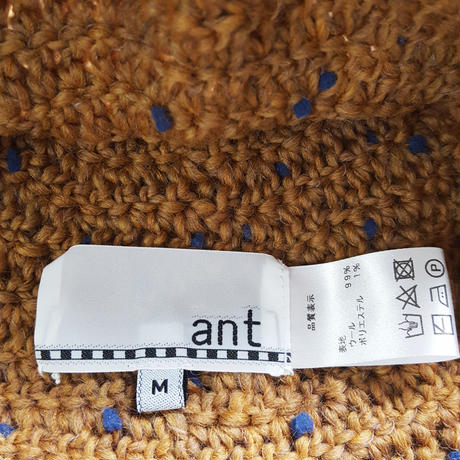 ant
M
品質表示
表地
ウール 99%
ポリエステル 1%
P